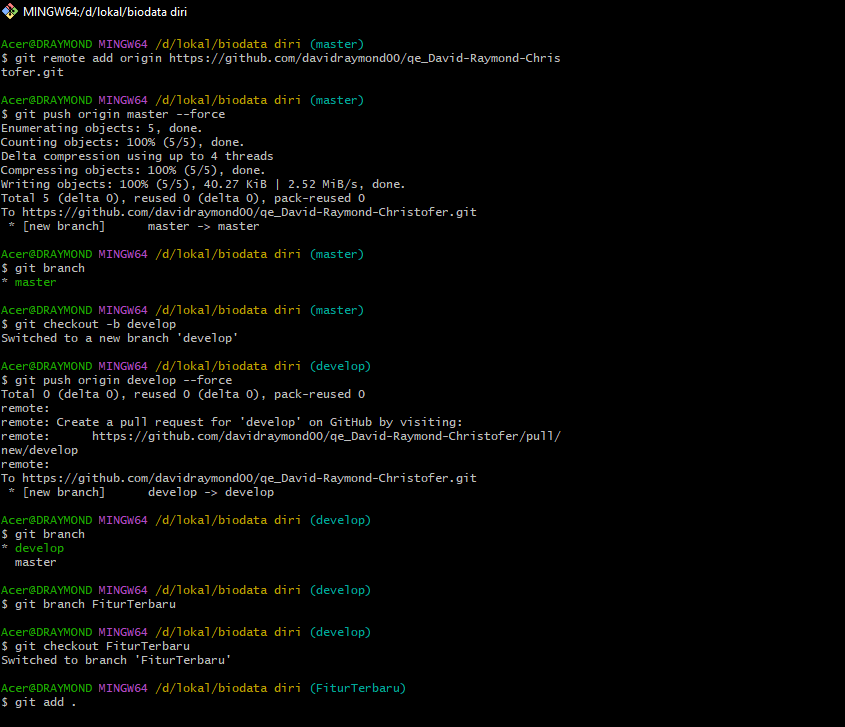 MINGW64:/d/lokal/biodata diri
Acer@DRAYMOND MINGW64 /d/lokal/biodata diri (master)
$ git remote add origin https://github.com/davidraymond00/qe_David-Raymond-Chris
tofer.git
Acer@DRAYMOND MINGW64 /d/lokal/biodata diri (master)
$ git push origin master --force
Enumerating objects: 5, done.
Counting objects: 100% (5/5), done.
Delta compression using up to 4 threads
Compressing objects: 100% (5/5), done.
Writing objects: 100% (5/5), 40.27 KiB | 2.52 MiB/s, done.
Total 5 (delta 0), reused 0 (delta 0), pack-reused 0
To https://github.com/davidraymond00/qe_David-Raymond-Christofer.git
 * [new branch]      master -> master
Acer@DRAYMOND MINGW64 /d/lokal/biodata diri (master)
$ git branch
* master
Acer@DRAYMOND MINGW64 /d/lokal/biodata diri (master)
$ git checkout -b develop
Switched to a new branch 'develop'
Acer@DRAYMOND MINGW64 /d/lokal/biodata diri (develop)
$ git push origin develop --force
Total 0 (delta 0), reused 0 (delta 0), pack-reused 0
remote:
remote: Create a pull request for 'develop' on GitHub by visiting:
remote:      https://github.com/davidraymond00/qe_David-Raymond-Christofer/pull/
new/develop
remote:
To https://github.com/davidraymond00/qe_David-Raymond-Christofer.git
 * [new branch]      develop -> develop
Acer@DRAYMOND MINGW64 /d/lokal/biodata diri (develop)
$ git branch
* develop
  master
Acer@DRAYMOND MINGW64 /d/lokal/biodata diri (develop)
$ git branch FiturTerbaru
Acer@DRAYMOND MINGW64 /d/lokal/biodata diri (develop)
$ git checkout FiturTerbaru
Switched to branch 'FiturTerbaru'
Acer@DRAYMOND MINGW64 /d/lokal/biodata diri (FiturTerbaru)
$ git add .